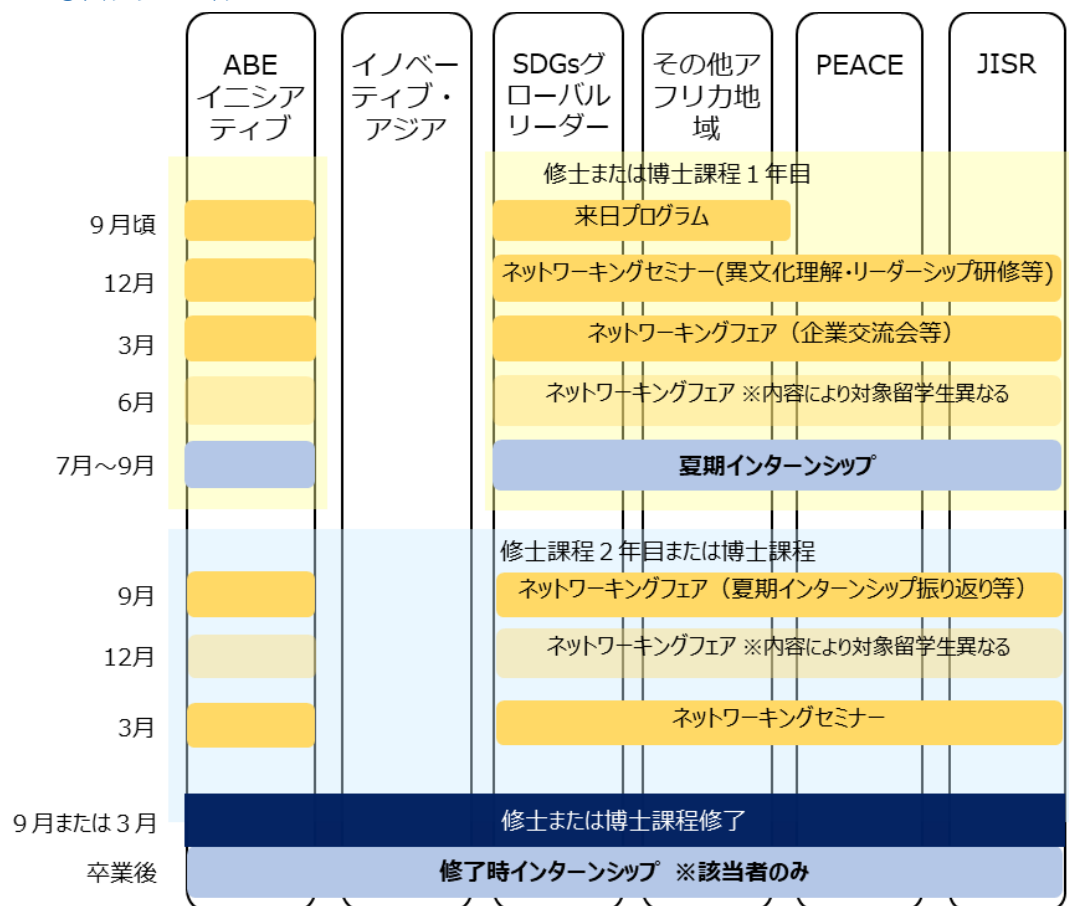 ABE
イニシア
ティブ
イノベー
ティブ・
アジア
SDGsグ
ローバル
リーダー
その他ア
フリカ地
域
PEACE
JISR
修士または博士課程１年目
９月頃
来日プログラム
12月
ネットワーキングセミナー(異文化理解・リーダーシップ研修等)
3月
ネットワーキングフェア（企業交流会等）
6月
ネットワーキングフェア ※内容により対象留学生異なる
7月～9月
夏期インターンシップ
修士課程２年目または博士課程
9月
ネットワーキングフェア（夏期インターンシップ振り返り等）
12月
ネットワーキングフェア ※内容により対象留学生異なる
3月
ネットワーキングセミナー
９月または３月
修士または博士課程修了
卒業後
修了時インターンシップ ※該当者のみ